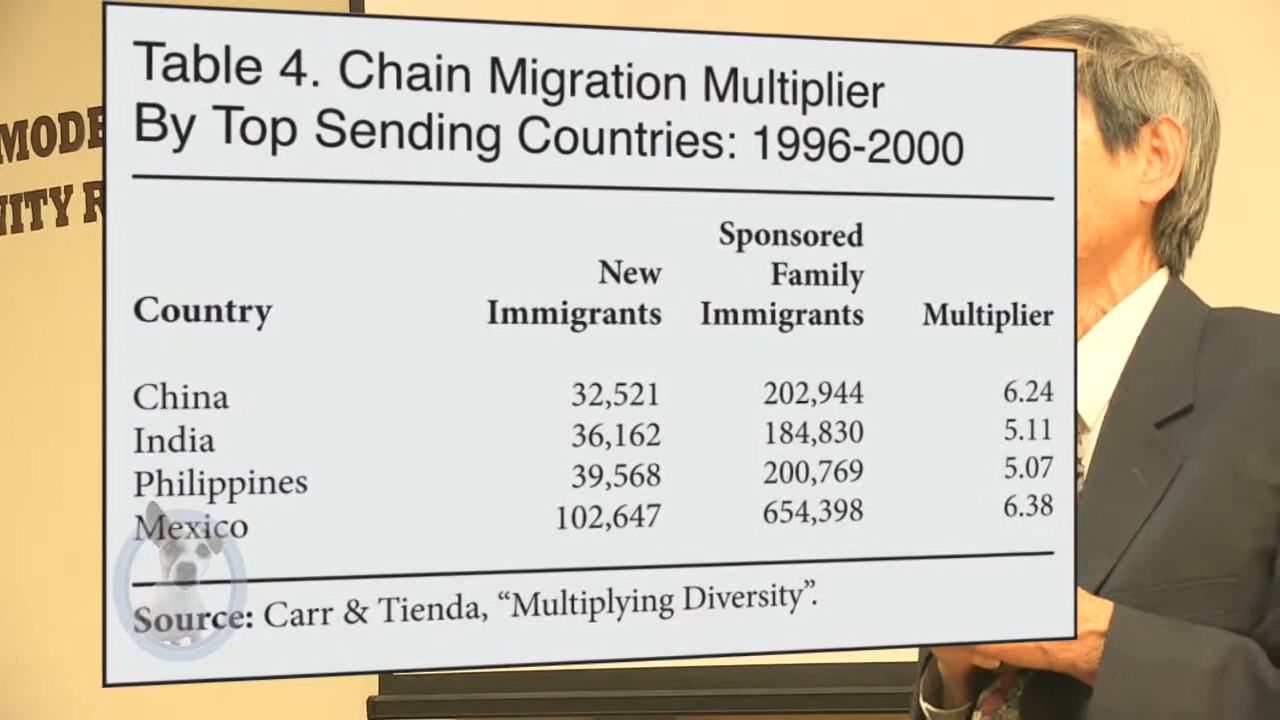 MODE
NITY R
Table 4. Chain Migration Multiplier
By Top Sending Countries: 1996-2000
Country New Immigrants Sponsored Family Immigrants Multiplier
China 32,521 202,944 6.24
India 36,162 184,830 5.11
Philippines 39,568 200,769 5.07
Mexico 102,647 654,398 6.38
Source: Carr & Tienda, “Multiplying Diversity”.